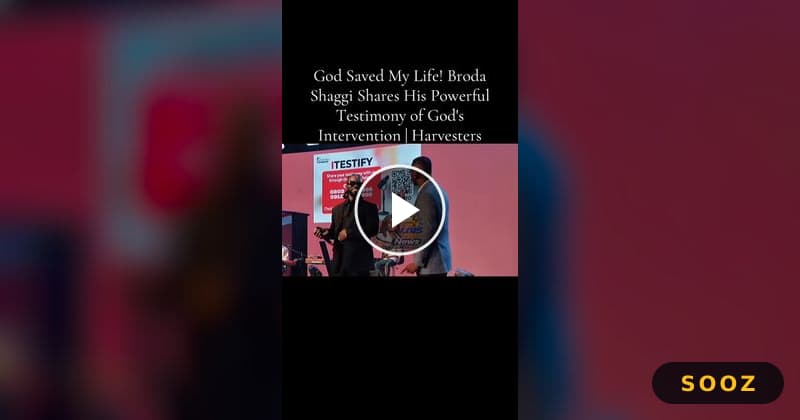 God Saved My Life! Broda
Shaggi Shares His Powerful
Testimony of God's
Intervention | Harvesters
ITESTIFY
News
SOOZ